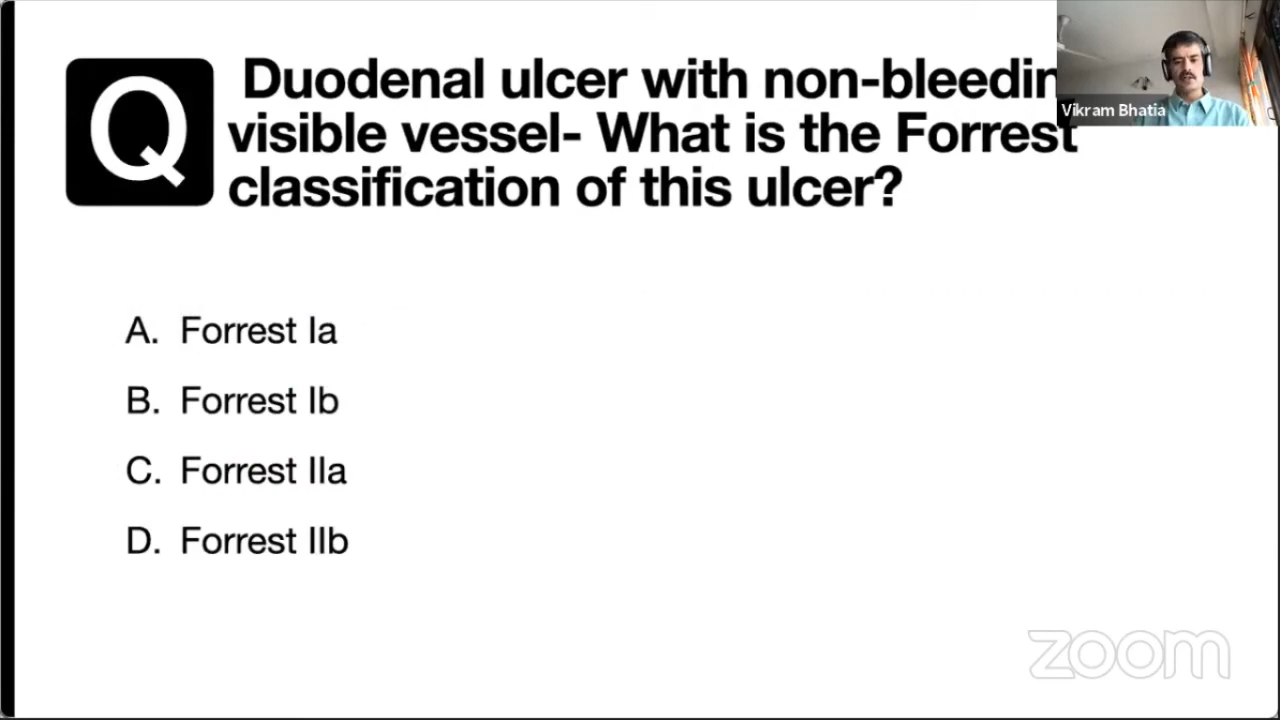 Q
Duodenal ulcer with non-bleedin
visible vessel- What is the Forrest
classification of this ulcer?
Vikram Bhatia
A. Forrest Ia
B. Forrest Ib
C. Forrest IIa
D. Forrest IIb
zoom